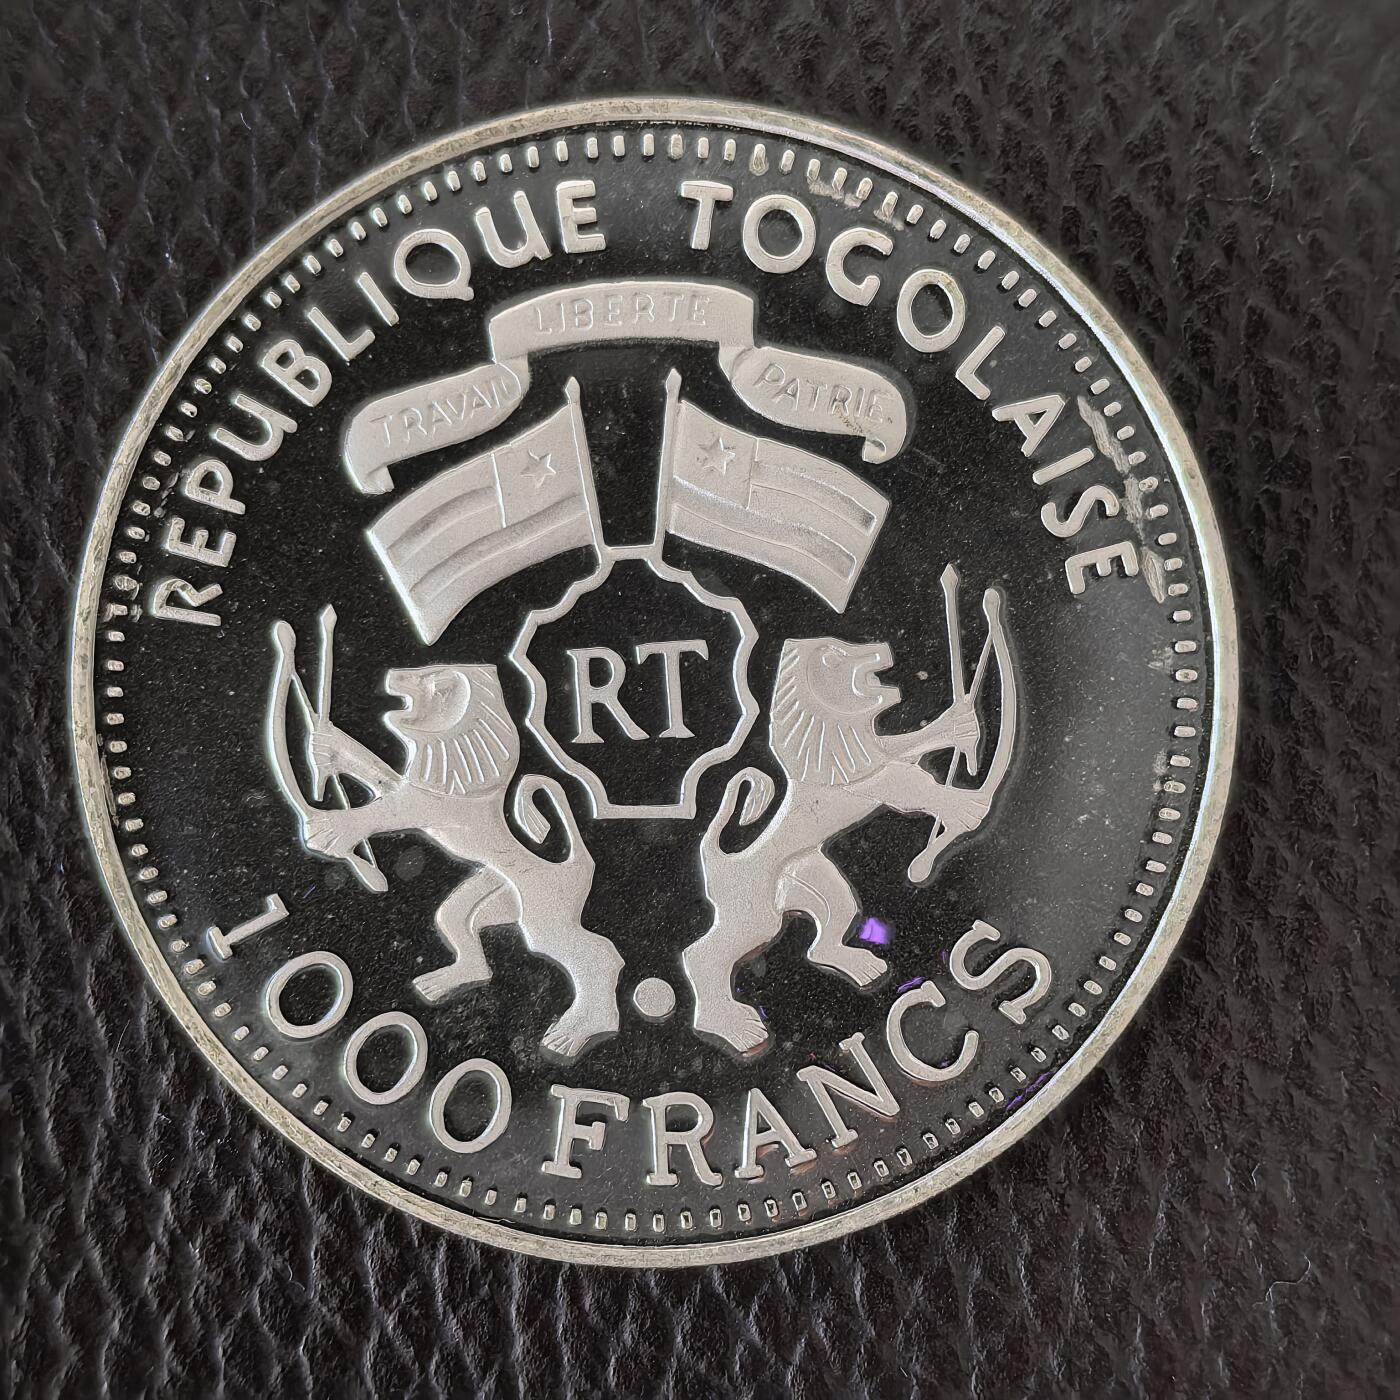 REPUBLIQUE TOGOLAISE
LIBERTE
TRAVAIL
PATRIE
RT
1000 FRANCS